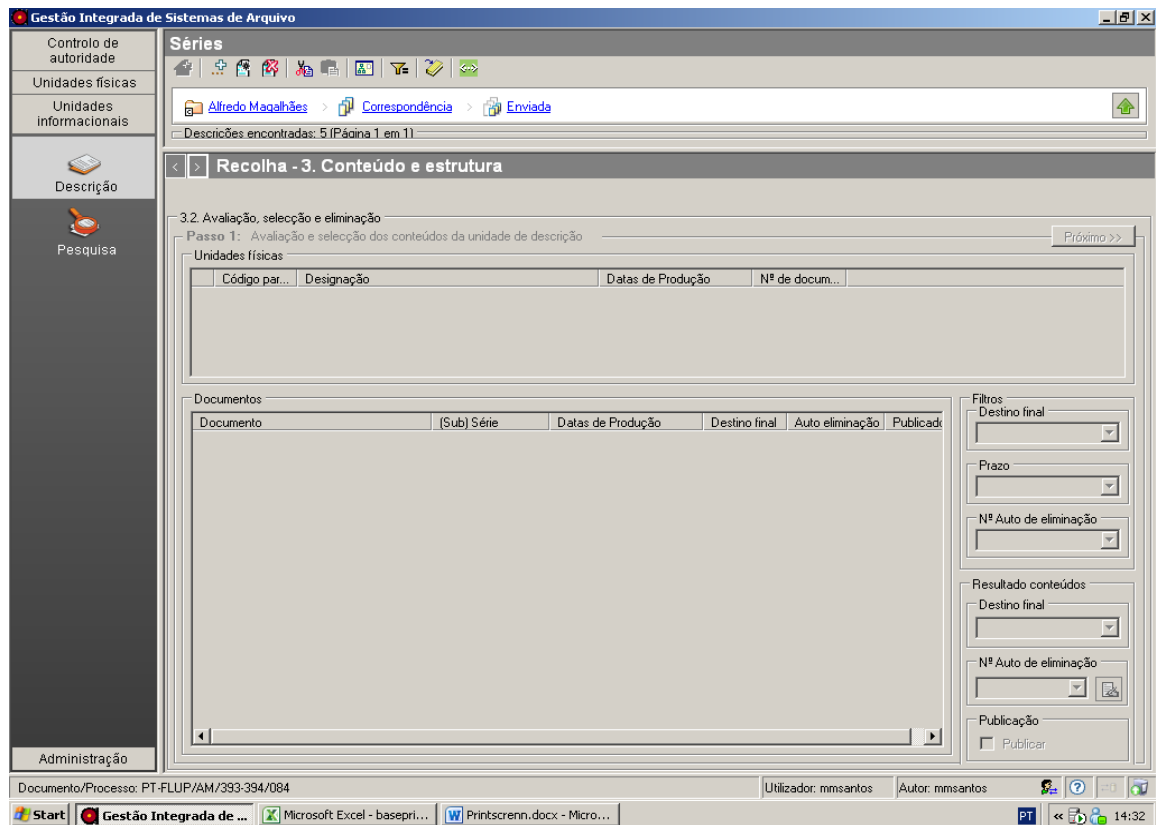 Gestão Integrada de Sistemas de Arquivo
Controlo de
autoridade
Unidades físicas
Unidades
informacionais
Descrição
Pesquisa
Administração
Séries
Alfredo Magalhães > Correspondência > Enviada
Descrições encontradas: 5 (Página 1 em 1)
< > Recolha - 3. Conteúdo e estrutura
3.2. Avaliação, selecção e eliminação
Passo 1: Avaliação e selecção dos conteúdos da unidade de descrição
Próximo >>
Unidades físicas
Código par... Designação Datas de Produção Nº de docum...
Documentos
Documento (Sub) Série Datas de Produção Destino final Auto eliminação Publicado
Filtros
Destino final
Prazo
Nº Auto de eliminação
Resultado conteúdos
Destino final
Nº Auto de eliminação
Publicação
Publicar
Documento/Processo: PT-FLUP/AM/393-394/084 Utilizador: mmsantos Autor: mmsantos
Start Gestão Integrada de ... Microsoft Excel - basepri... Printscrenn.docx - Micro... PT « 14:32